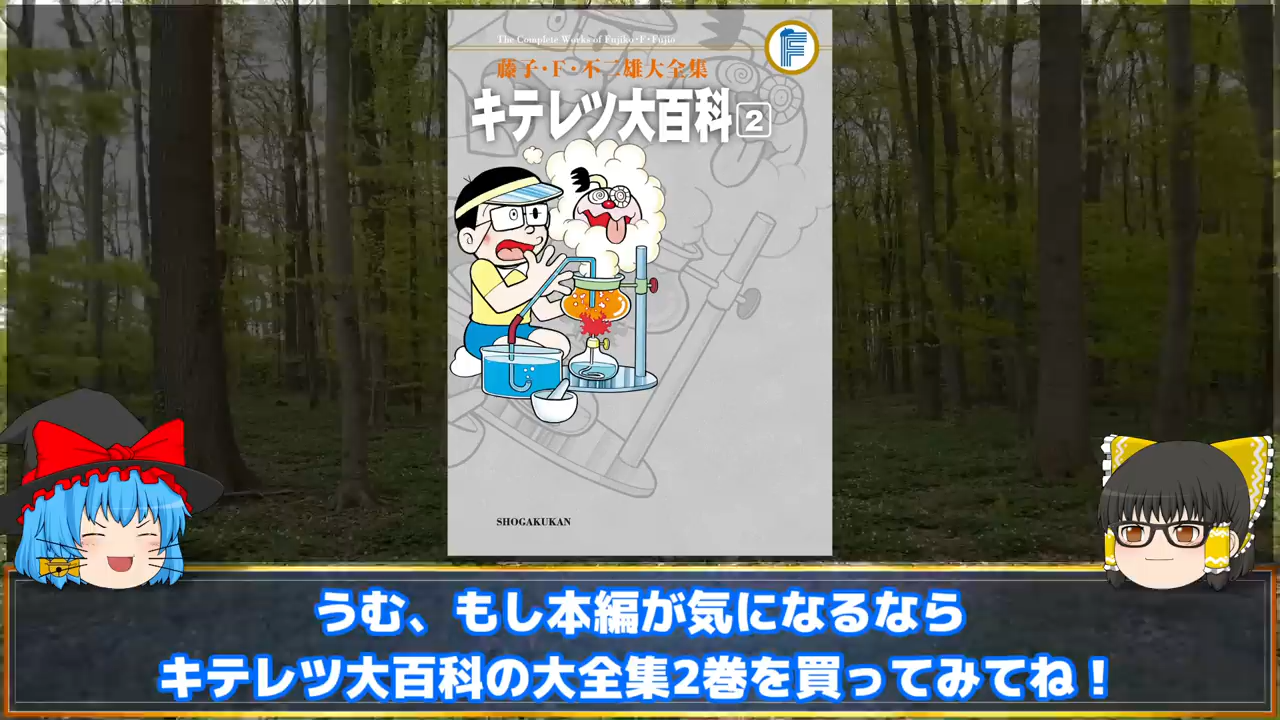 The Complete Works of Fujiko・F・Fujio
藤子・F・不二雄大全集
キテレツ大百科2
SHOGAKUKAN
うむ、もし本編が気になるなら
キテレツ大百科の大全集2巻を買ってみてね！